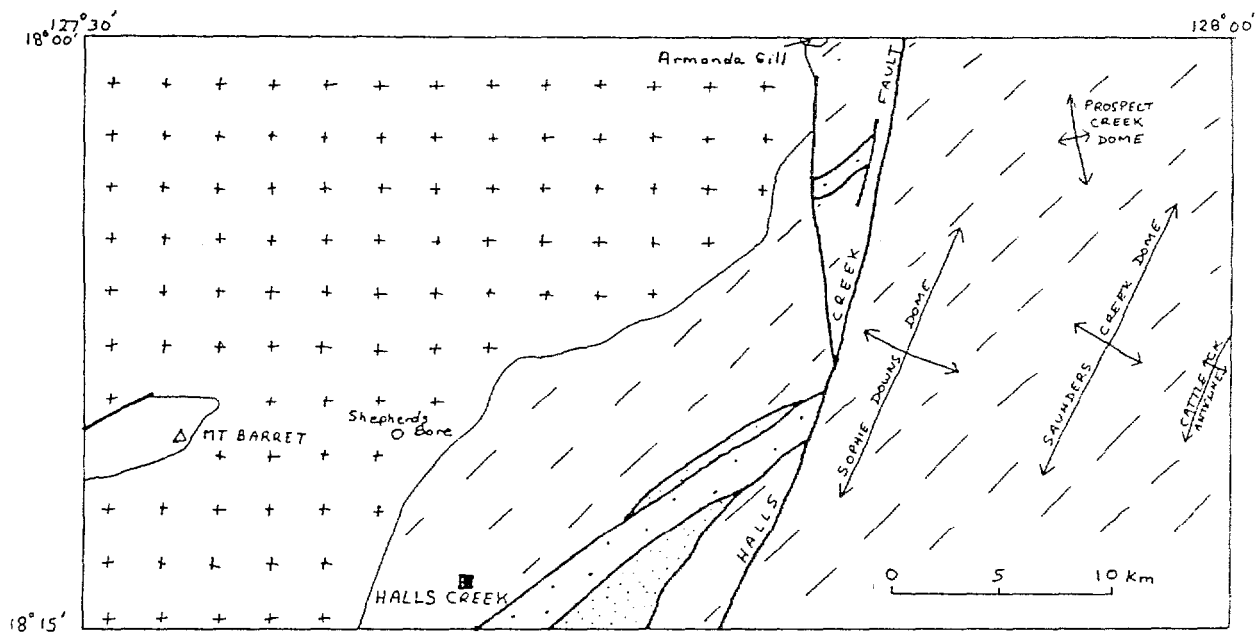 127°30'
128°00'
18°00'
Armanda Sill
FAULT
CREEK
HALLS
PROSPECT
CREEK
DOME
SOPHIE DOWNS DOME
SAUNDERS CREEK DOME
CATTLE CK
ANTICLINE
Shepherds
Bore
MT BARRET
HALLS CREEK
0 5 10 Km
18°15'